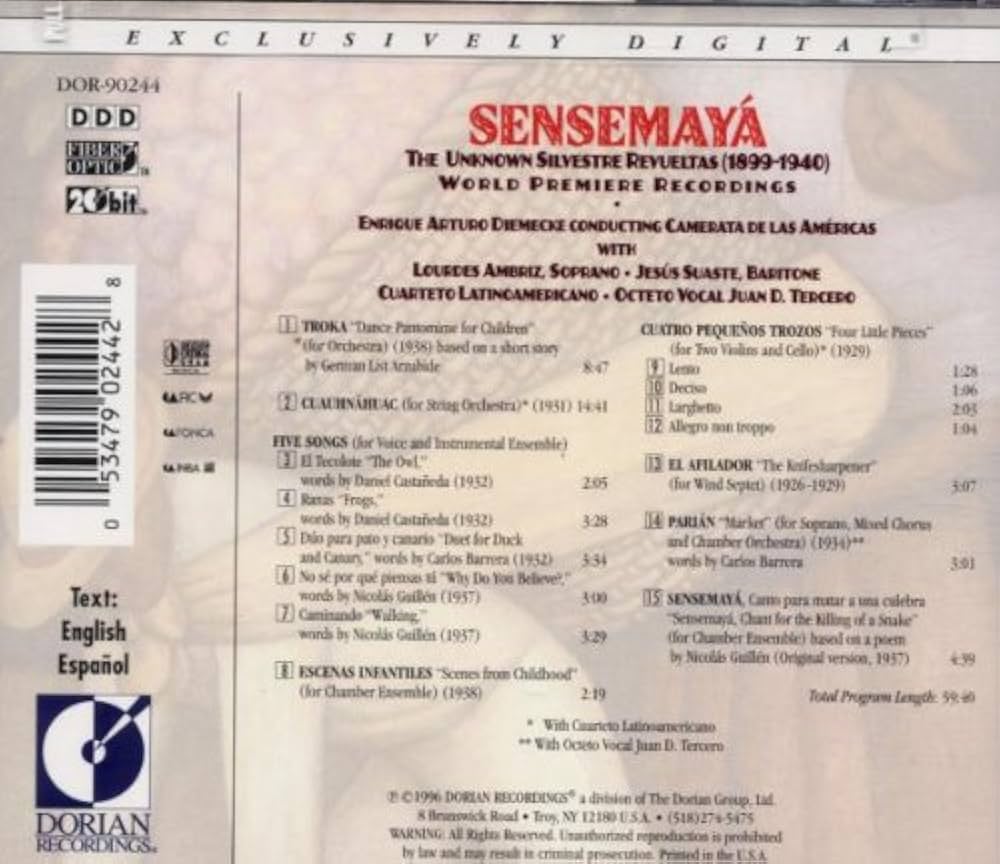 EXCLUSIVELY DIGITAL®
DOR-90244
DDD
FIBER OPTIC™
20bit™
8
0 53479 02442
Text:
English
Español
DORIAN
RECORDINGS®
SENSEMAYÁ
THE UNKNOWN SILVESTRE REVUELTAS (1899-1940)
WORLD PREMIERE RECORDINGS
•
ENRIQUE ARTURO DIEMECKE CONDUCTING CAMERATA DE LAS AMÉRICAS
WITH
LOURDES AMBRIZ, SOPRANO • JESÚS SUASTE, BARITONE
CUARTETO LATINOAMERICANO • OCTETO VOCAL JUAN D. TERCERO
1 TROKA "Dance Pantomime for Children"
*(for Orchestra) (1938) based on a short story
by German List Arzubide 8:47
2 CUAUHNÁHUAC (for String Orchestra)* (1931) 14:41
FIVE SONGS (for Voice and Instrumental Ensemble)
3 El Tecolote "The Owl,"
words by Daniel Castañeda (1932) 2:05
4 Ranas "Frogs,"
words by Daniel Castañeda (1932) 3:28
5 Dúo para pato y canario "Duet for Duck
and Canary," words by Carlos Barrera (1932) 3:34
6 No sé por qué piensas tú "Why Do You Believe?,"
words by Nicolás Guillén (1937) 3:00
7 Caminando "Walking,"
words by Nicolás Guillén (1937) 3:29
8 ESCENAS INFANTILES "Scenes from Childhood"
(for Chamber Ensemble) (1938) 2:19
CUATRO PEQUEÑOS TROZOS "Four Little Pieces"
(for Two Violins and Cello)* (1929)
9 Lento 1:28
10 Deciso 1:06
11 Larghetto 2:03
12 Allegro non troppo 1:04
13 EL AFILADOR "The Knifesharpener"
(for Wind Septet) (1926-1929) 3:07
14 PARIÁN "Market" (for Soprano, Mixed Chorus
and Chamber Orchestra) (1934)**
words by Carlos Barrera 3:01
15 SENSEMAYÁ, Canto para matar a una culebra
"Sensemayá, Chant for the Killing of a Snake"
(for Chamber Ensemble) based on a poem
by Nicolás Guillén (Original version, 1937) 4:39
Total Program Length: 59:40
* With Cuarteto Latinoamericano
** With Octeto Vocal Juan D. Tercero
℗ ©1996 DORIAN RECORDINGS® a division of The Dorian Group, Ltd.
8 Brunswick Road • Troy, NY 12180 U.S.A. • (518)274-5475
WARNING: All Rights Reserved. Unauthorized reproduction is prohibited
by law and may result in criminal prosecution. Printed in the U.S.A.